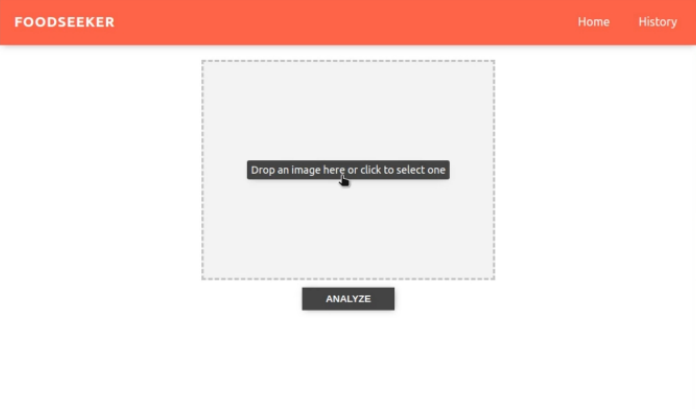 FOODSEEKER Home History
Drop an image here or click to select one
ANALYZE